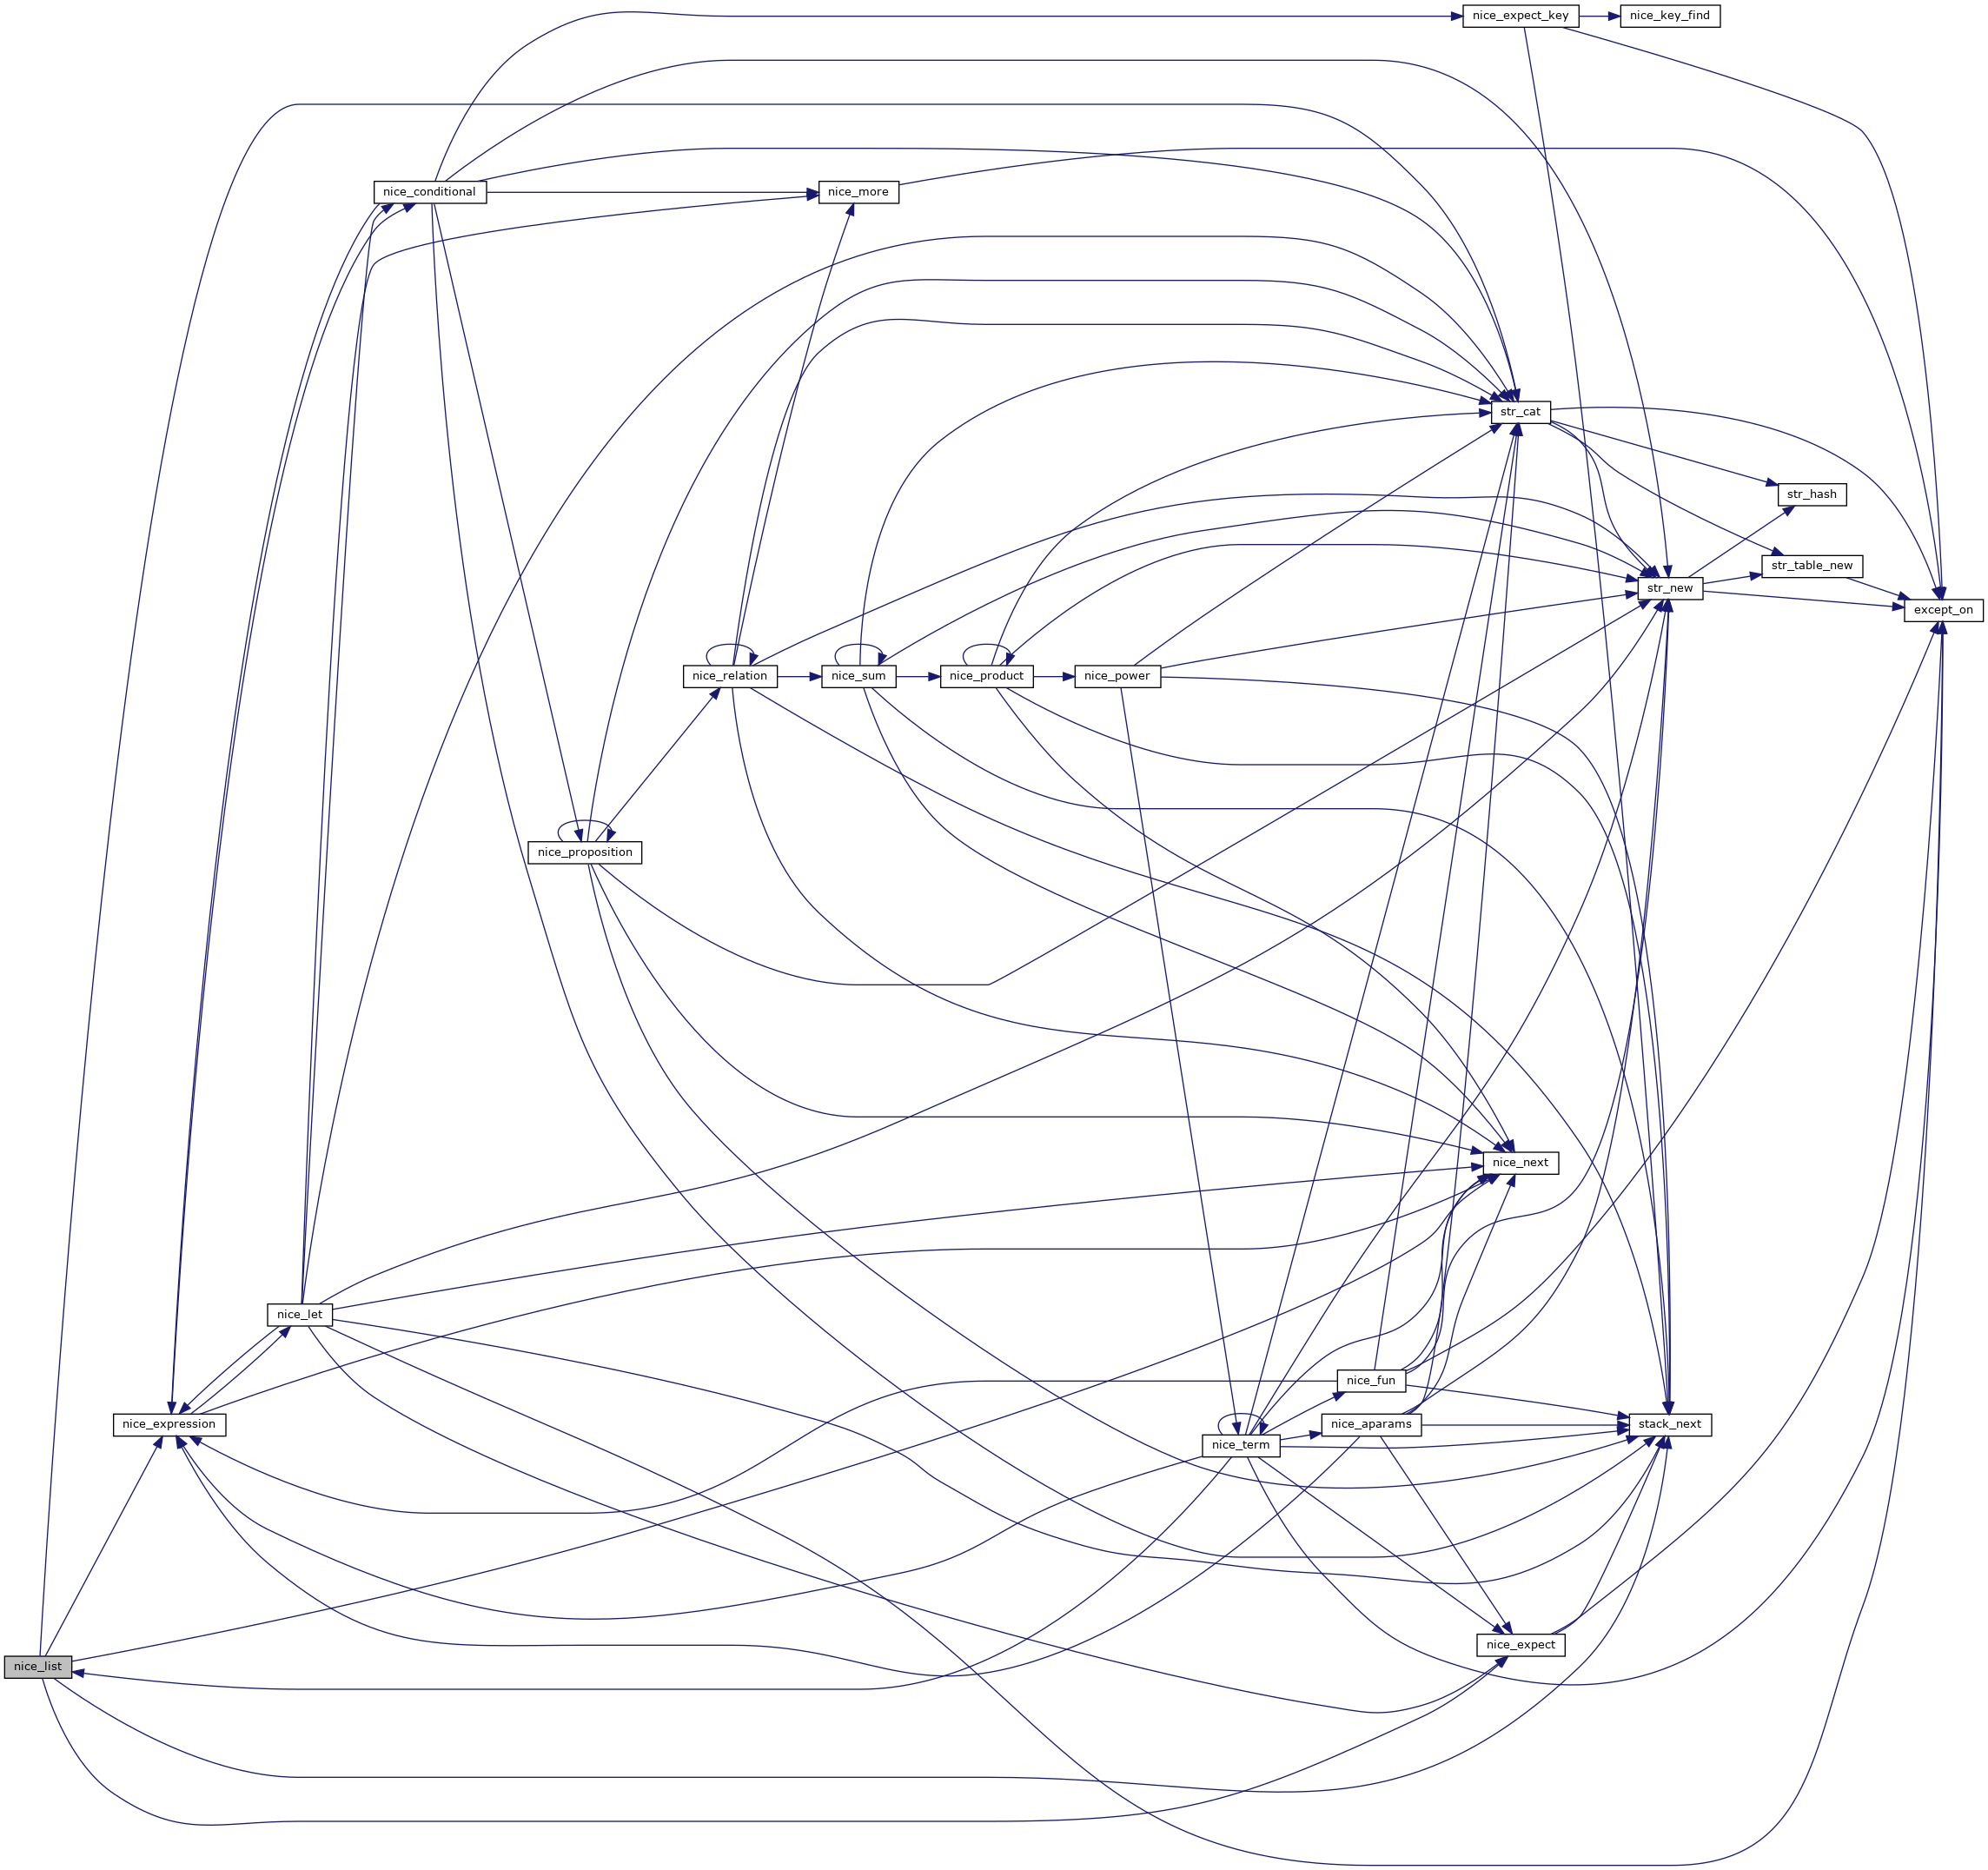 nice_expect_key
nice_key_find
nice_conditional
nice_more
str_cat
str_hash
str_table_new
str_new
except_on
nice_relation
nice_sum
nice_product
nice_power
nice_proposition
nice_next
nice_let
nice_fun
nice_expression
nice_aparams
stack_next
nice_term
nice_expect
nice_list